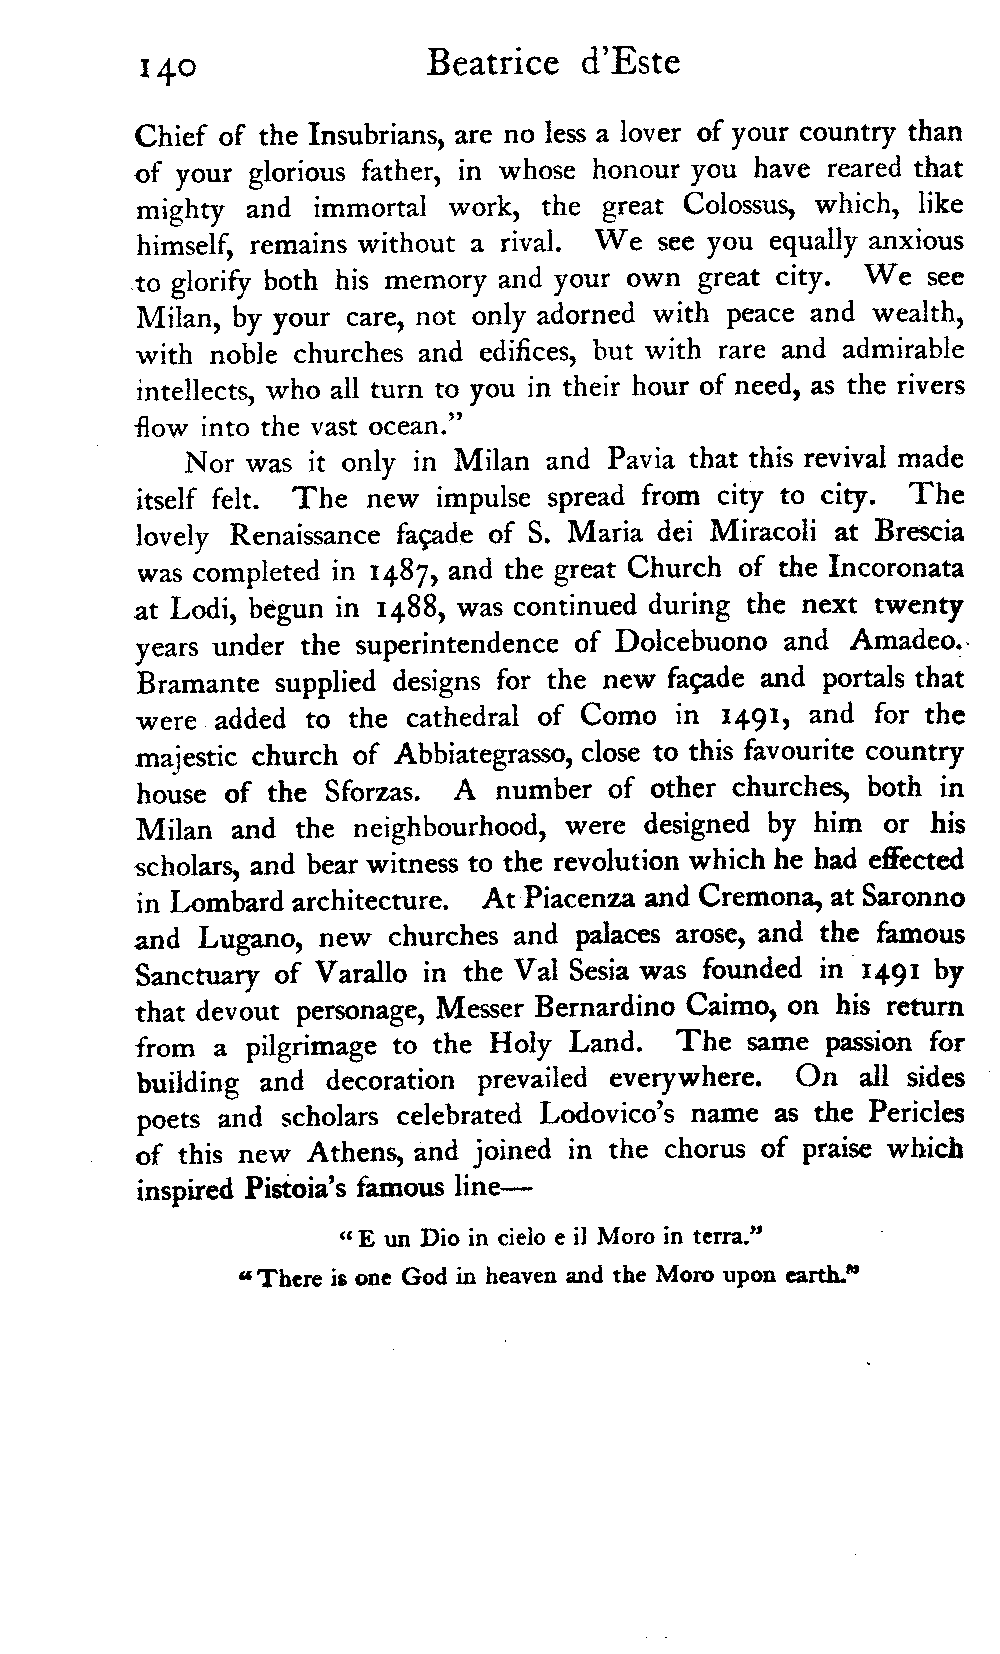 140 Beatrice d'Este
Chief of the Insubrians, are no less a lover of your country than
of your glorious father, in whose honour you have reared that
mighty and immortal work, the great Colossus, which, like
himself, remains without a rival. We see you equally anxious
to glorify both his memory and your own great city. We see
Milan, by your care, not only adorned with peace and wealth,
with noble churches and edifices, but with rare and admirable
intellects, who all turn to you in their hour of need, as the rivers
flow into the vast ocean."
Nor was it only in Milan and Pavia that this revival made
itself felt. The new impulse spread from city to city. The
lovely Renaissance façade of S. Maria dei Miracoli at Brescia
was completed in 1487, and the great Church of the Incoronata
at Lodi, begun in 1488, was continued during the next twenty
years under the superintendence of Dolcebuono and Amadeo.
Bramante supplied designs for the new façade and portals that
were added to the cathedral of Como in 1491, and for the
majestic church of Abbiategrasso, close to this favourite country
house of the Sforzas. A number of other churches, both in
Milan and the neighbourhood, were designed by him or his
scholars, and bear witness to the revolution which he had effected
in Lombard architecture. At Piacenza and Cremona, at Saronno
and Lugano, new churches and palaces arose, and the famous
Sanctuary of Varallo in the Val Sesia was founded in 1491 by
that devout personage, Messer Bernardino Caimo, on his return
from a pilgrimage to the Holy Land. The same passion for
building and decoration prevailed everywhere. On all sides
poets and scholars celebrated Lodovico's name as the Pericles
of this new Athens, and joined in the chorus of praise which
inspired Pistoia's famous line—
"E un Dio in cielo e il Moro in terra."
"There is one God in heaven and the Moro upon earth."